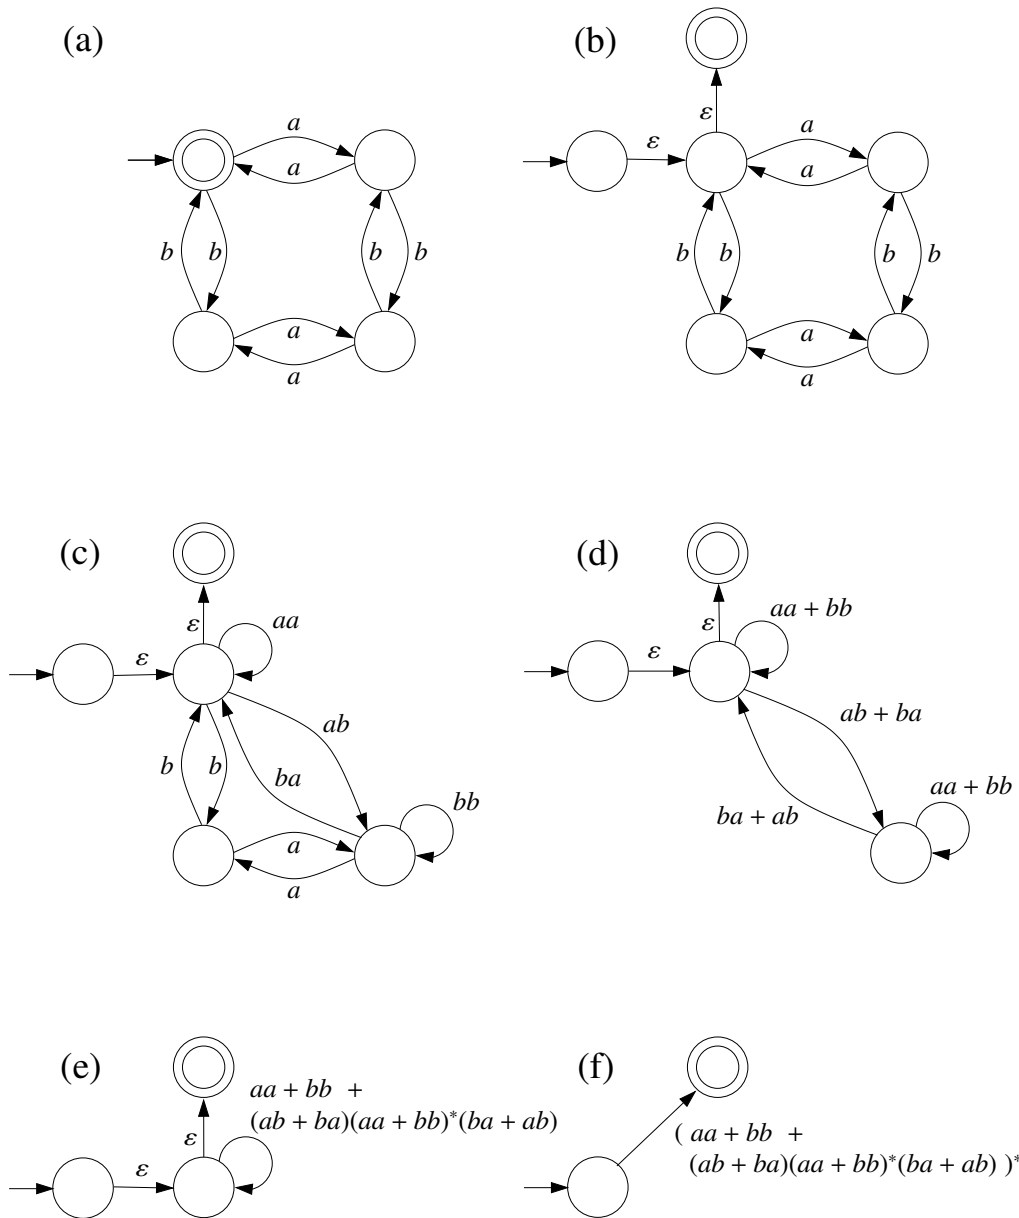 (a)
a
a
b
b
b
b
a
a
(b)
ε
ε
a
a
b
b
b
b
a
a
(c)
ε
aa
ε
ab
b
b
ba
bb
a
a
(d)
ε
aa + bb
ε
ab + ba
ba + ab
aa + bb
(e)
aa + bb +
(ab + ba)(aa + bb)*(ba + ab)
ε
ε
(f)
( aa + bb +
(ab + ba)(aa + bb)*(ba + ab) )*